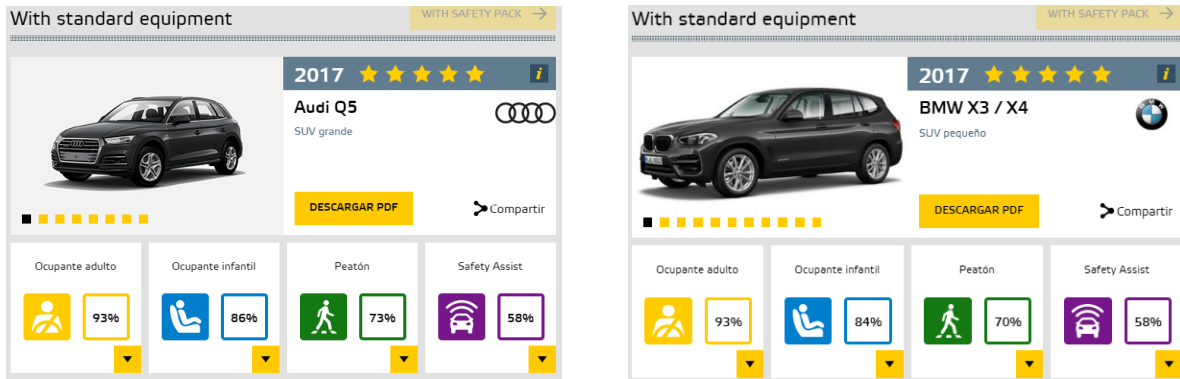 With standard equipment
WITH SAFETY PACK
2017
i
Audi Q5
SUV grande
DESCARGAR PDF
Compartir
Ocupante adulto
93%
Ocupante infantil
86%
Peatón
73%
Safety Assist
58%
With standard equipment
WITH SAFETY PACK
2017
i
BMW X3 / X4
BMW
SUV pequeño
DESCARGAR PDF
Compartir
Ocupante adulto
93%
Ocupante infantil
84%
Peatón
70%
Safety Assist
58%